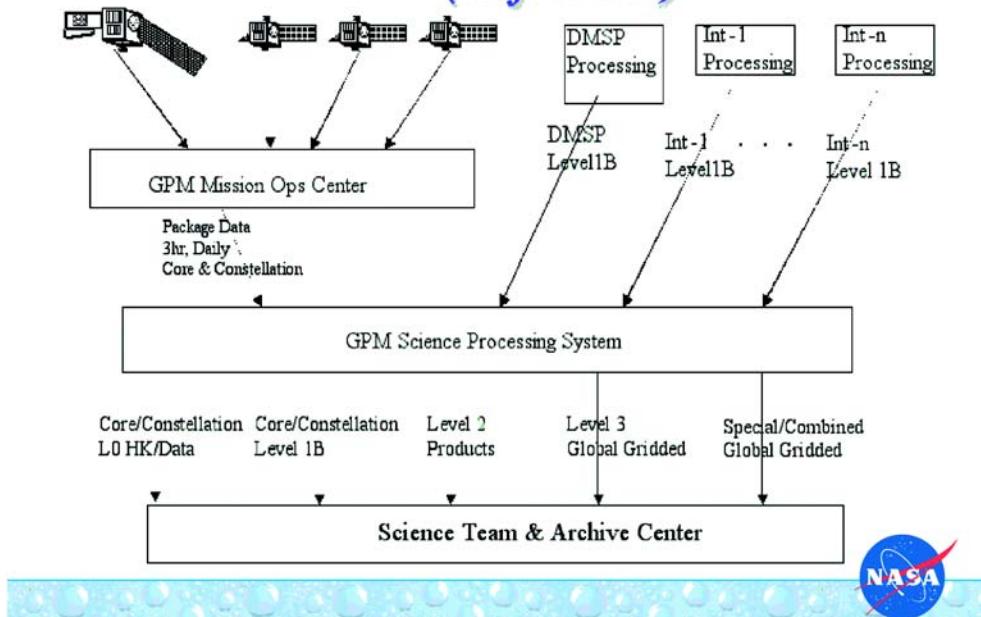 DMSP
Processing
Int-1
Processing
Int-n
Processing
DMSP
Level1B
Int-1
Level1B
. . .
Int-n
Level 1B
GPM Mission Ops Center
Package Data
3hr, Daily
Core & Constellation
GPM Science Processing System
Core/Constellation
L0 HK/Data
Core/Constellation
Level 1B
Level 2
Products
Level 3
Global Gridded
Special/Combined
Global Gridded
Science Team & Archive Center
NASA